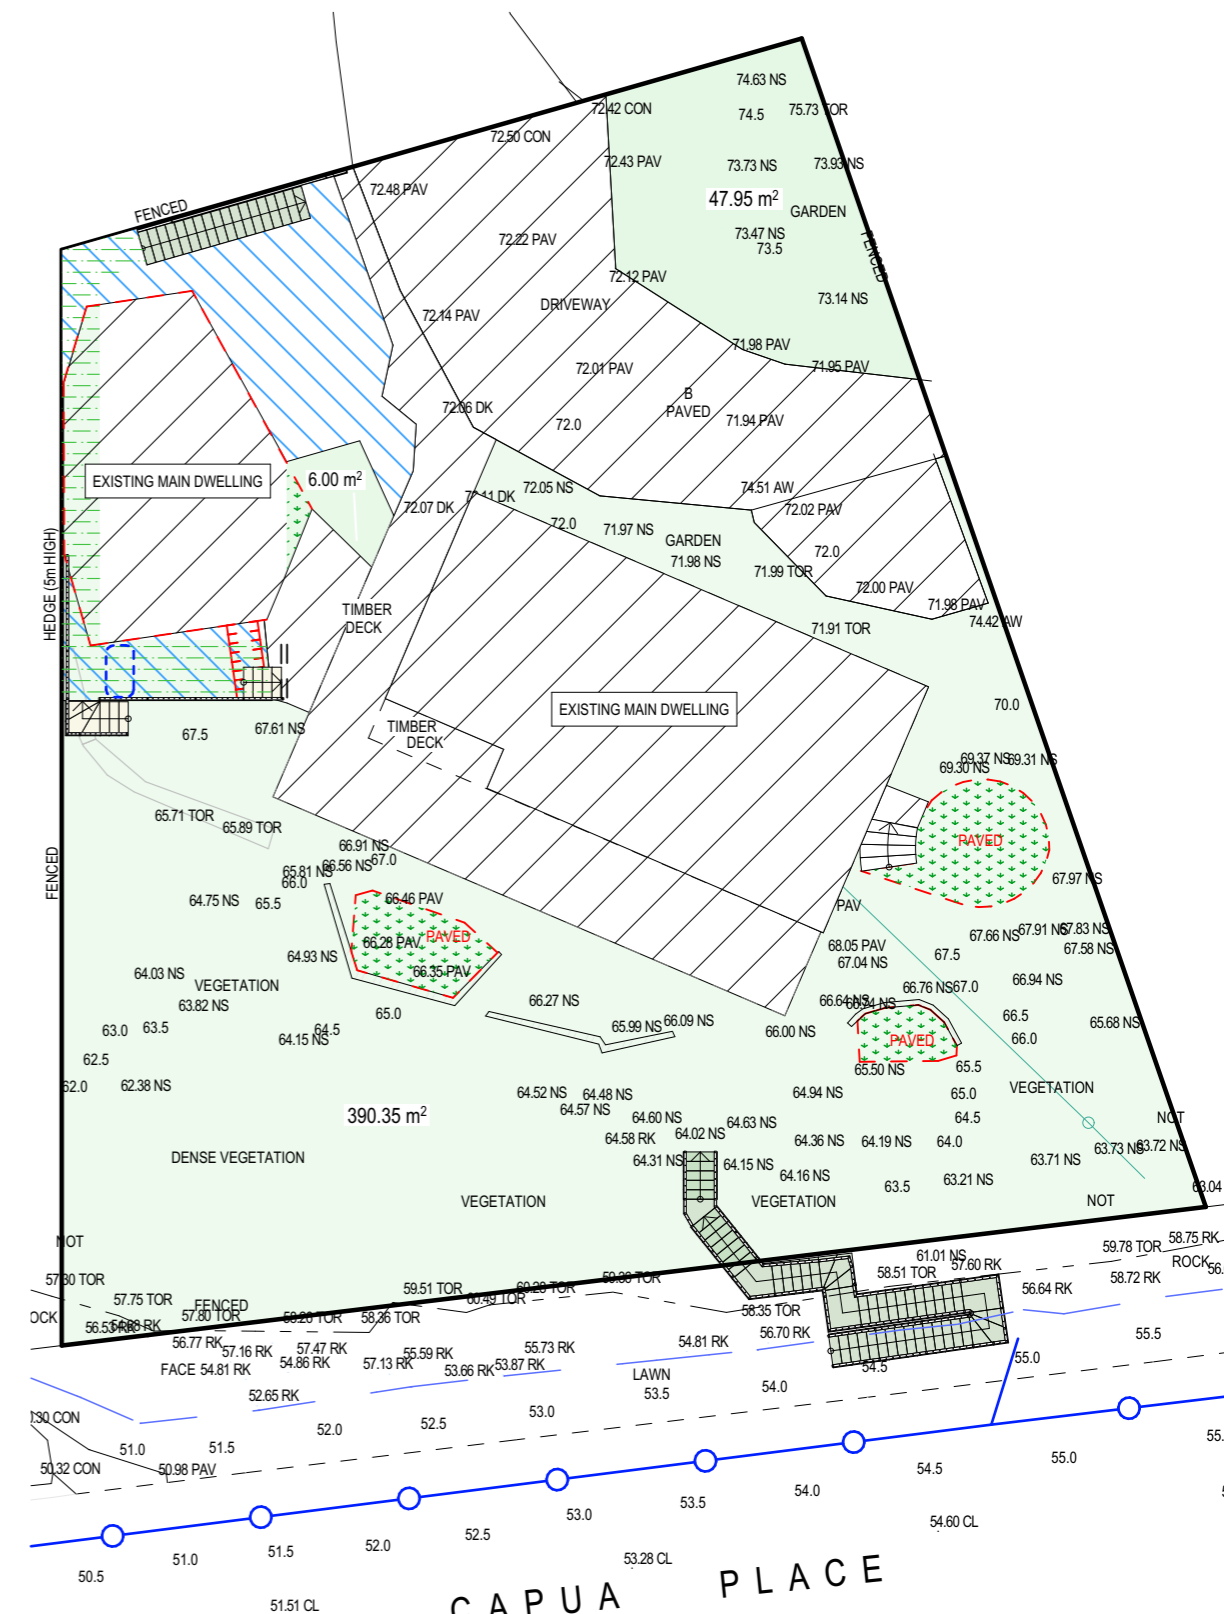 74.63 NS
72.42 CON
74.5
75.73 TOR
72.50 CON
72.43 PAV
73.73 NS
73.93 NS
72.48 PAV
47.95 m²
GARDEN
FENCED
73.47 NS
72.22 PAV
73.5
FENCED
72.12 PAV
73.14 NS
DRIVEWAY
72.14 PAV
71.98 PAV
72.01 PAV
71.95 PAV
B
PAVED
72.06 DK
72.0
71.94 PAV
EXISTING MAIN DWELLING
6.00 m²
72.05 NS
74.51 AW
72.07 DK
72.02 PAV
72.0
71.97 NS
GARDEN
72.0
71.98 NS
71.99 TOR
HEDGE (5m HIGH)
72.00 PAV
71.98 PAV
TIMBER
DECK
74.42 AW
71.91 TOR
70.0
EXISTING MAIN DWELLING
67.5
67.61 NS
TIMBER
DECK
69.37 NS
69.31 NS
69.30 NS
65.71 TOR
65.89 TOR
PAVED
66.91 NS
67.0
66.56 NS
65.81 NS
66.0
FENCED
67.97 NS
64.75 NS
65.5
66.46 PAV
PAV
66.28 PAV
PAVED
67.66 NS
67.91 NS
67.83 NS
64.93 NS
68.05 PAV
67.5
67.58 NS
67.04 NS
64.03 NS
66.35 PAV
VEGETATION
66.76 NS
67.0
66.94 NS
63.82 NS
65.0
66.27 NS
66.64 NS
66.5
65.68 NS
63.0
63.5
64.5
64.15 NS
65.99 NS
66.09 NS
66.00 NS
PAVED
66.0
62.5
65.50 NS
65.5
62.0
62.38 NS
64.52 NS
64.48 NS
64.94 NS
65.0
VEGETATION
390.35 m²
64.57 NS
64.60 NS
64.63 NS
64.5
NOT
64.58 RK
64.02 NS
64.36 NS
64.19 NS
64.0
63.73 NS
63.72 NS
DENSE VEGETATION
64.31 NS
64.15 NS
64.16 NS
63.71 NS
63.21 NS
63.5
63.04
VEGETATION
VEGETATION
NOT
NOT
58.75 RK
59.78 TOR
61.01 NS
ROCK
57.60 RK
58.51 TOR
58.72 RK
56.64 RK
59.51 TOR
60.49 TOR
57.75 TOR
FENCED
57.80 TOR
58.36 TOR
58.35 TOR
56.70 RK
55.5
56.77 RK
57.16 RK
57.47 RK
54.81 RK
55.73 RK
55.59 RK
FACE 54.81 RK
54.86 RK
57.13 RK
53.87 RK
53.66 RK
LAWN
54.5
55.0
52.65 RK
53.5
54.0
53.0
52.0
52.5
51.0
51.5
50.32 CON
50.98 PAV
55.0
54.5
54.0
53.5
53.0
54.60 CL
52.5
52.0
51.5
51.0
50.5
53.28 CL
51.51 CL
CAPUA PLACE